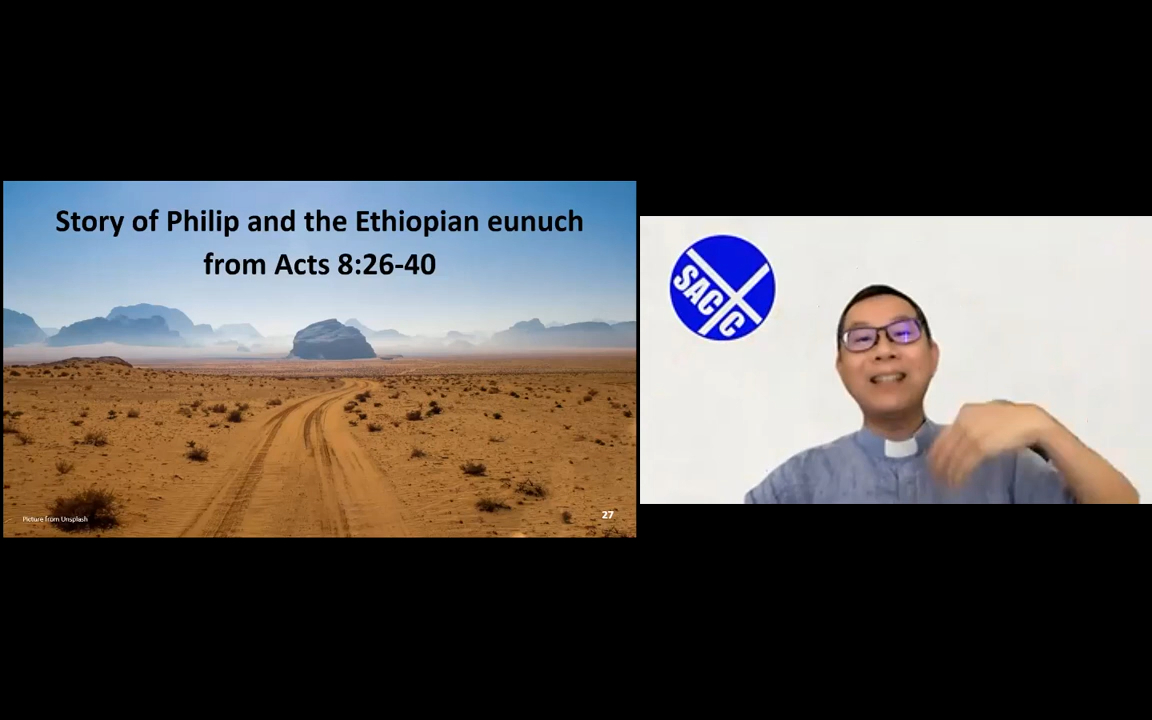 Story of Philip and the Ethiopian eunuch
from Acts 8:26-40
Picture from Unsplash
27
SACC